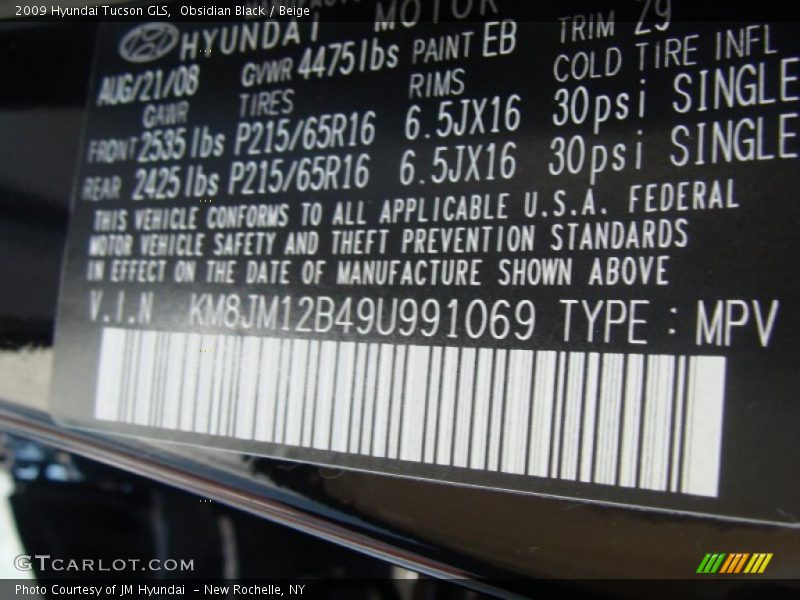 2009 Hyundai Tucson GLS, Obsidian Black / Beige
HYUNDAI MOTOR
AUG/21/08 GVWR 4475 lbs PAINT EB TRIM Z9
GAWR TIRES RIMS COLD TIRE INFL
FRONT 2535 lbs P215/65R16 6.5JX16 30psi SINGLE
REAR 2425 lbs P215/65R16 6.5JX16 30psi SINGLE
THIS VEHICLE CONFORMS TO ALL APPLICABLE U.S.A. FEDERAL
MOTOR VEHICLE SAFETY AND THEFT PREVENTION STANDARDS
IN EFFECT ON THE DATE OF MANUFACTURE SHOWN ABOVE
V.I.N KM8JM12B49U991069 TYPE : MPV
GTCARLOT.COM
Photo Courtesy of JM Hyundai - New Rochelle, NY